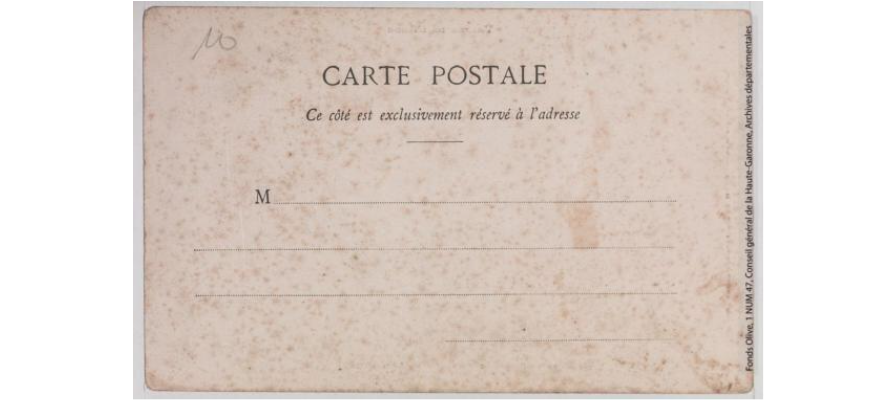 10
CARTE POSTALE
Ce côté est exclusivement réservé à l'adresse
M
Fonds Olive, 1 NUM 47, Conseil général de la Haute-Garonne, Archives départementales